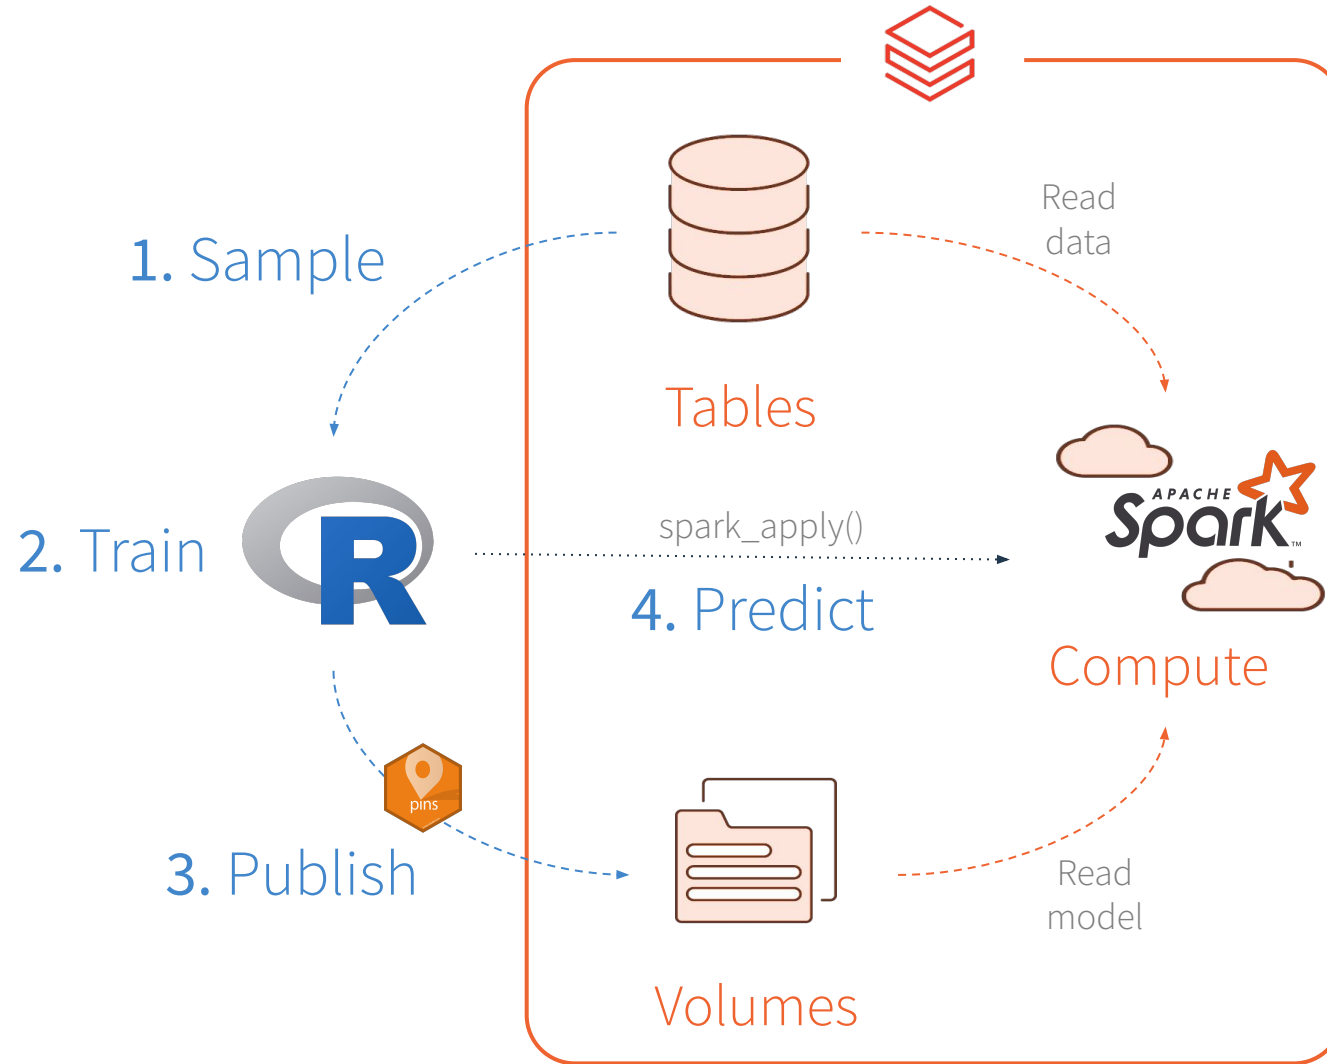 Read
data
1. Sample
Tables
APACHE
Spark
TM
spark_apply()
2. Train
R
4. Predict
Compute
pins
3. Publish
Read
model
Volumes